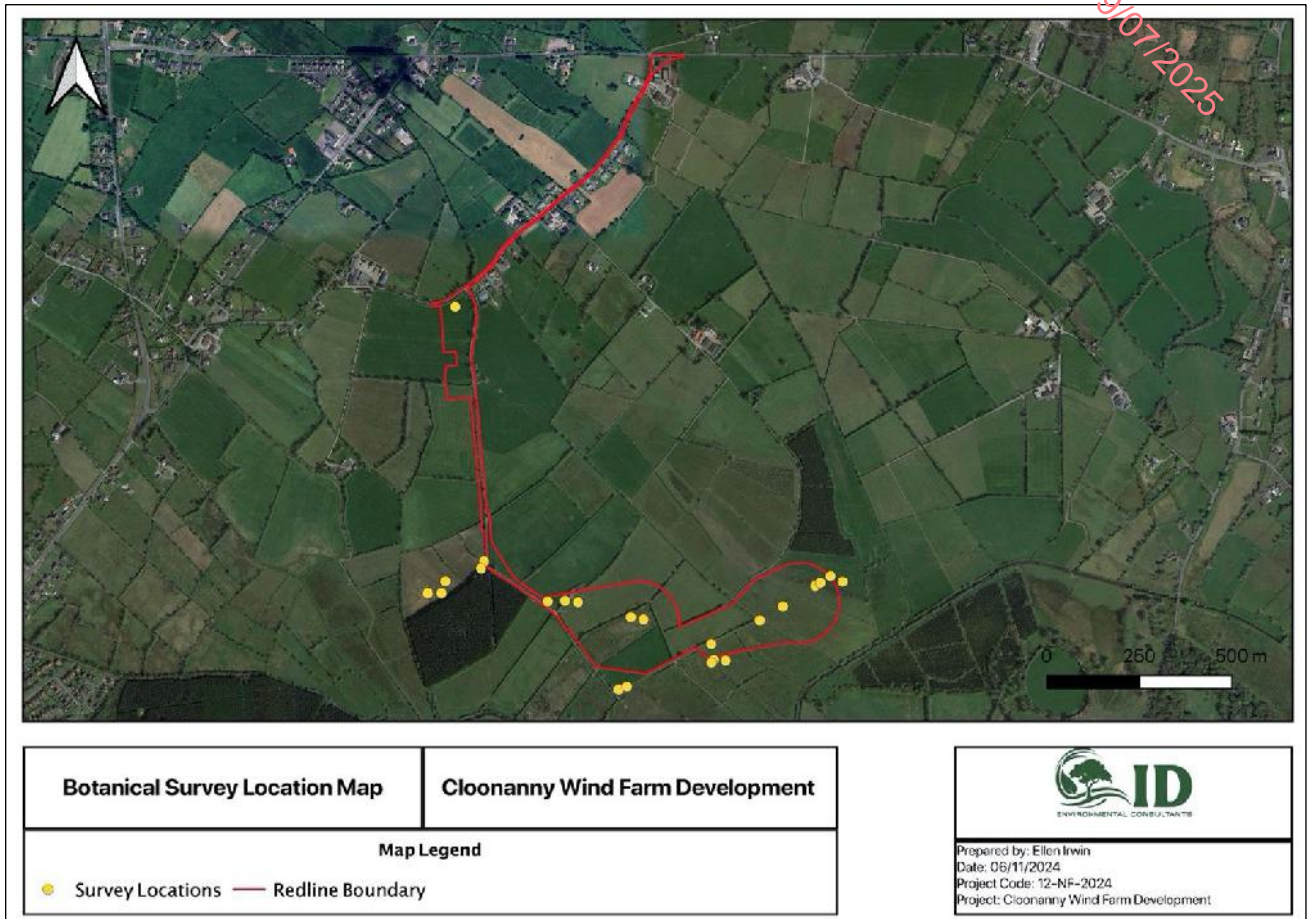 9/07/2025
0 250 500 m
Botanical Survey Location Map
Cloonanny Wind Farm Development
Map Legend
Survey Locations
Redline Boundary
ID
ENVIRONMENTAL CONSULTANTS
Prepared by: Ellen Irwin
Date: 06/11/2024
Project Code: 12-NF-2024
Project: Cloonanny Wind Farm Development